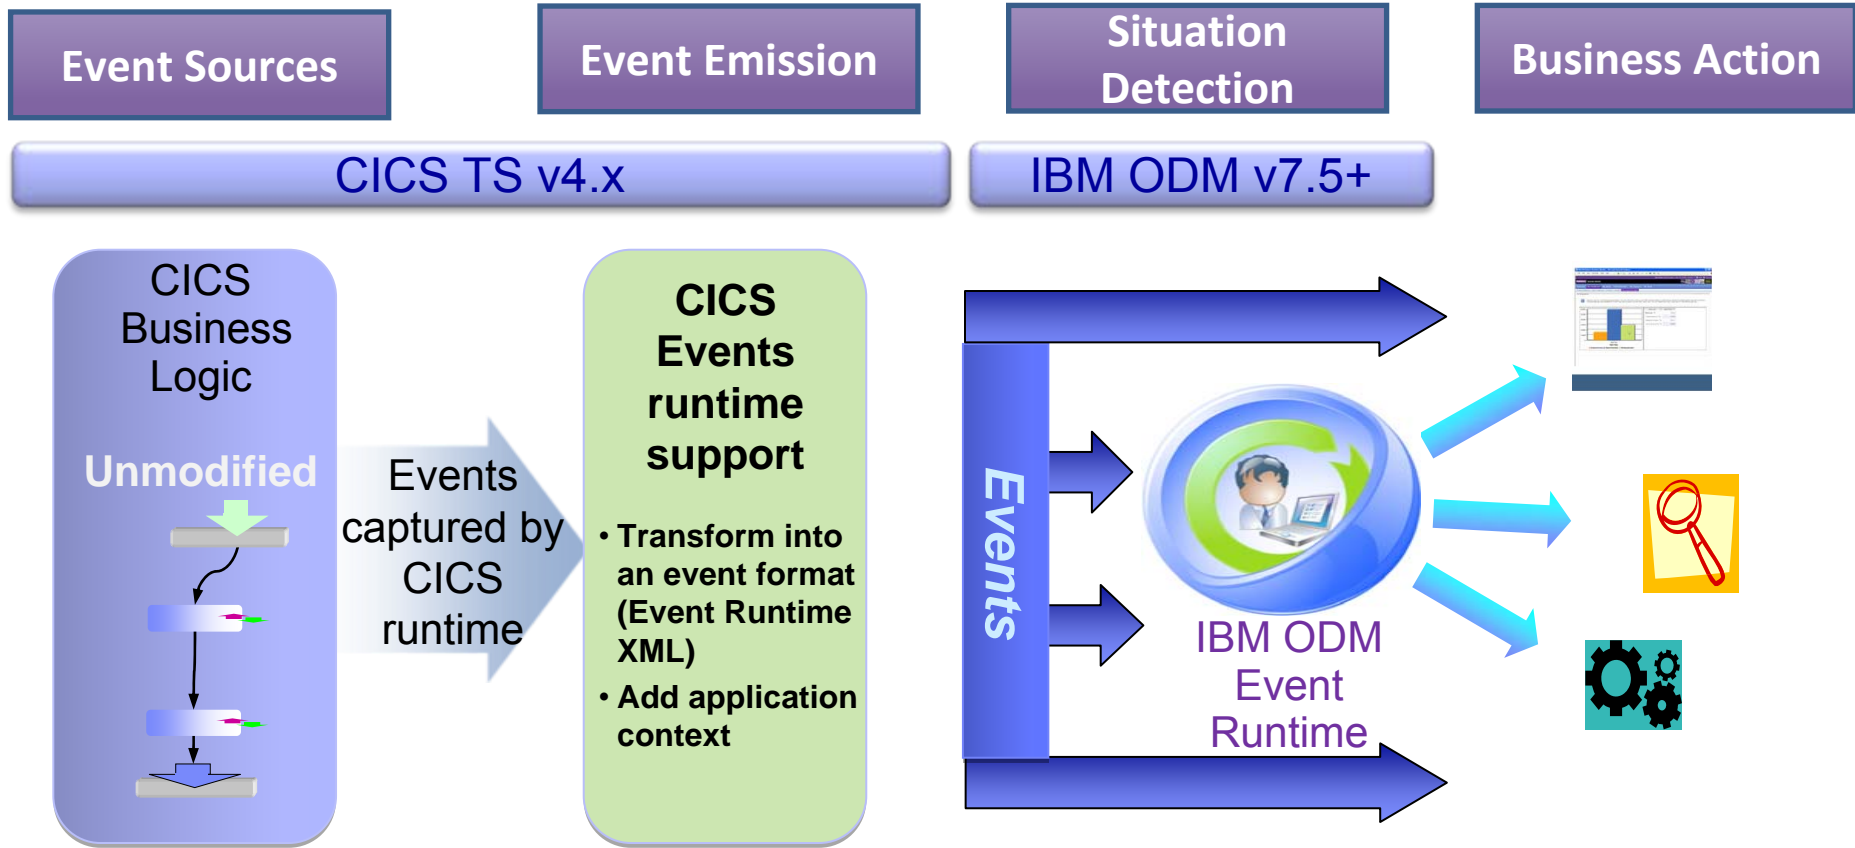 Event Sources
Event Emission
Situation
Detection
Business Action
CICS TS v4.x
IBM ODM v7.5+
CICS
Business
Logic
Unmodified
Events
captured by
CICS
runtime
CICS
Events
runtime
support
• Transform into
an event format
(Event Runtime
XML)
• Add application
context
Events
IBM ODM
Event
Runtime